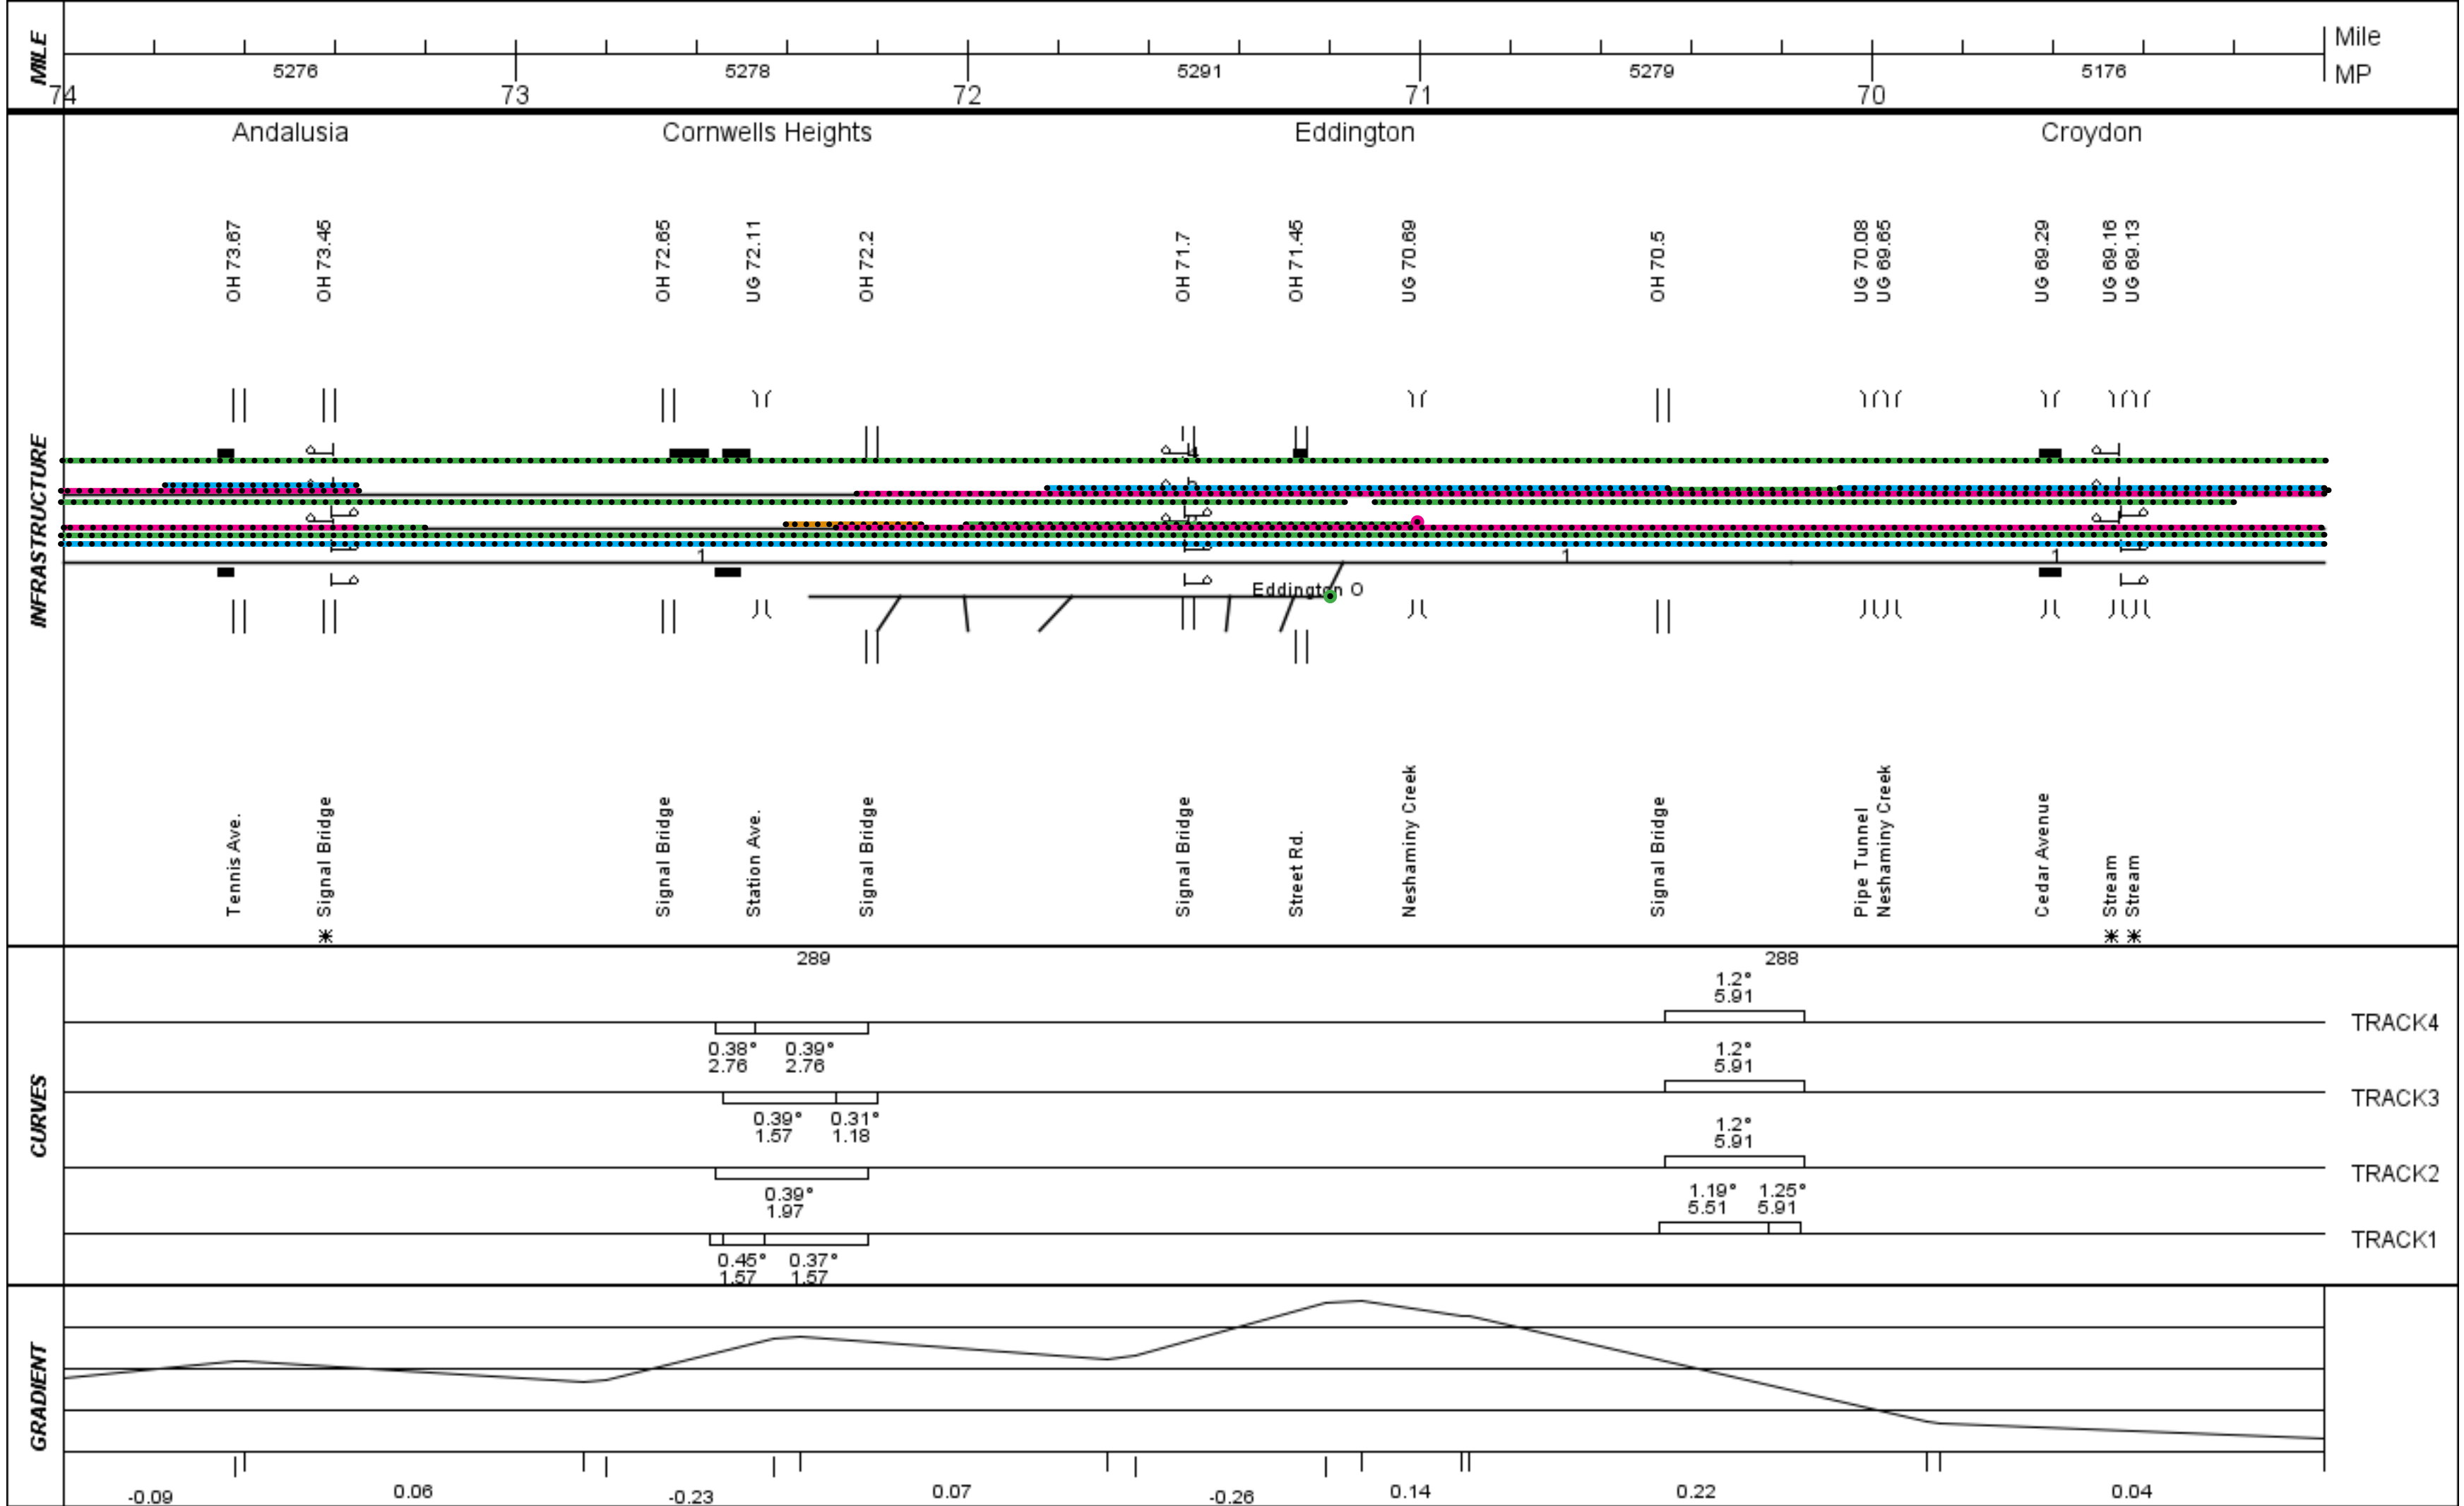 MILE
Mile
5276 5278 5291 5279 5176 MP
74 73 72 71 70
Andalusia Cornwells Heights Eddington Croydon
OH 73.67
OH 73.45
OH 72.65
UG 72.11
OH 72.2
OH 71.7
OH 71.45
UG 70.69
OH 70.5
UG 70.08
UG 69.65
UG 69.29
UG 69.16
UG 69.13
INFRASTRUCTURE
1 1 1
Eddington O
Tennis Ave.
Signal Bridge
Signal Bridge
Station Ave.
Signal Bridge
Signal Bridge
Street Rd.
Neshaminy Creek
Signal Bridge
Pipe Tunnel
Neshaminy Creek
Cedar Avenue
Stream
Stream
* * *
CURVES
289 288
1.2°
5.91
TRACK4
0.38° 0.39°
2.76 2.76
1.2°
5.91
TRACK3
0.39° 0.31°
1.57 1.18
1.2°
5.91
TRACK2
0.39°
1.97
1.19° 1.25°
5.51 5.91
TRACK1
0.45° 0.37°
1.57 1.57
GRADIENT
-0.09 0.06 -0.23 0.07 -0.26 0.14 0.22 0.04